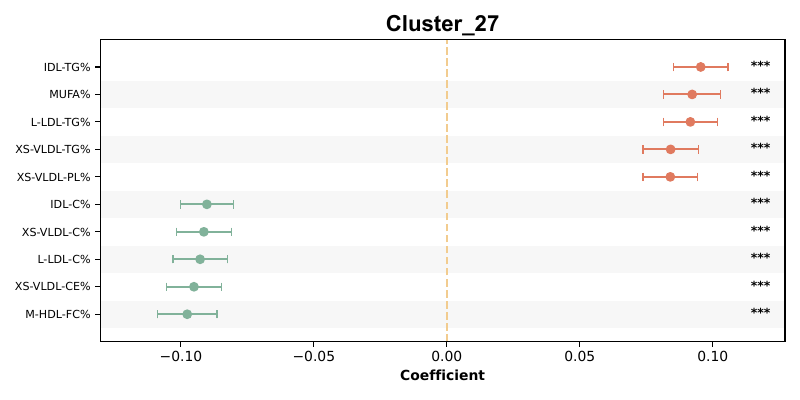 Cluster_27
IDL-TG% ***
MUFA% ***
L-LDL-TG% ***
XS-VLDL-TG% ***
XS-VLDL-PL% ***
IDL-C% ***
XS-VLDL-C% ***
L-LDL-C% ***
XS-VLDL-CE% ***
M-HDL-FC% ***
−0.10 −0.05 0.00 0.05 0.10
Coefficient